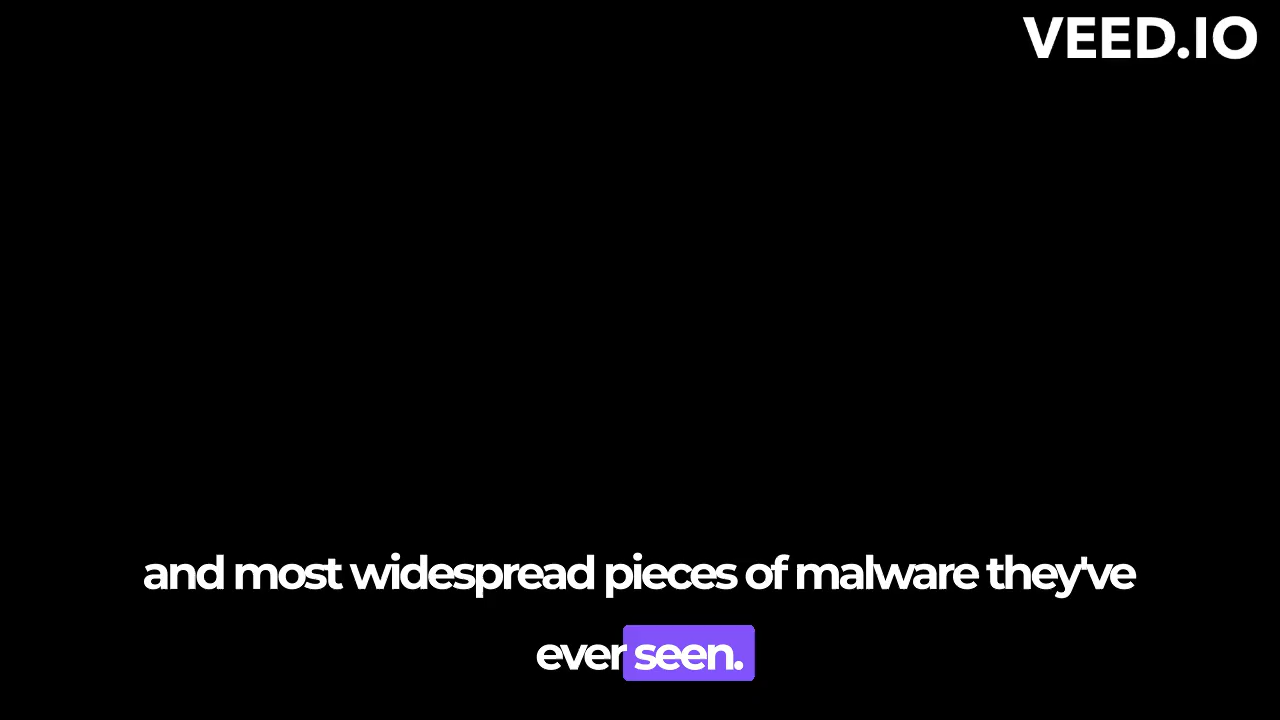 VEED.IO
and most widespread pieces of malware they've
ever seen.